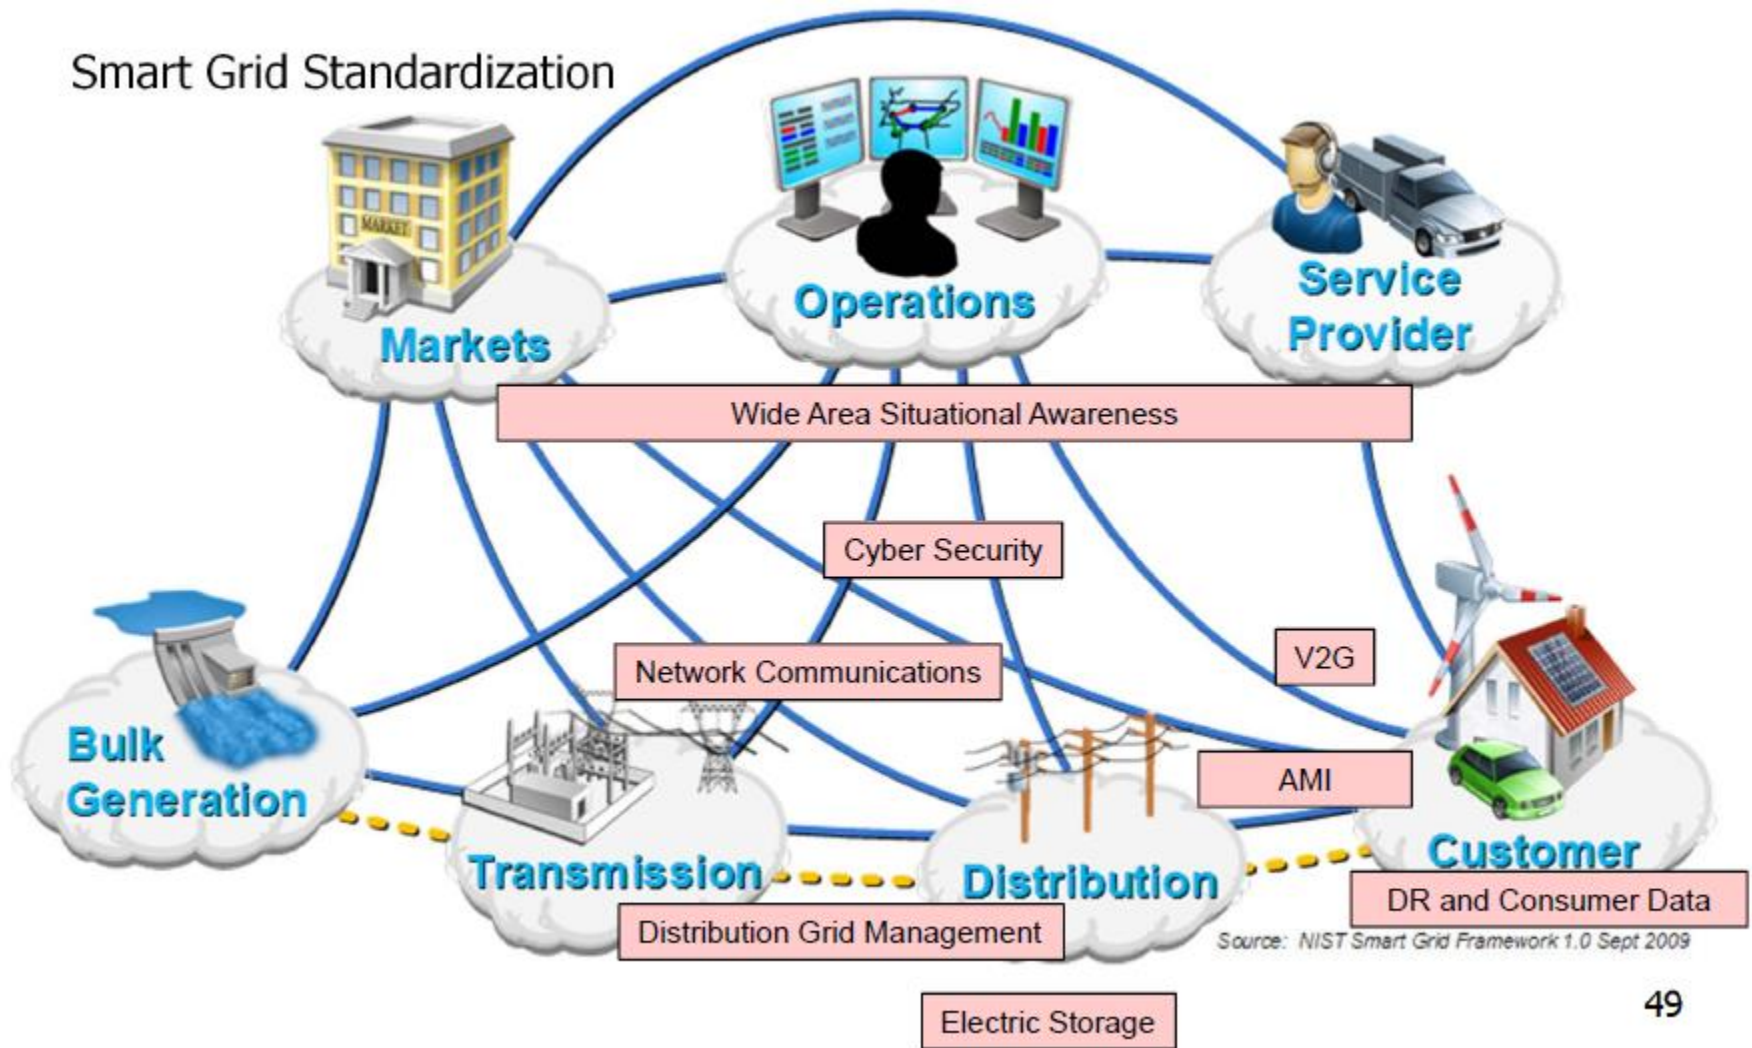 Smart Grid Standardization
MARKET
Markets
Operations
Service
Provider
Wide Area Situational Awareness
Cyber Security
Network Communications
V2G
Bulk
Generation
AMI
Transmission
Distribution
Customer
DR and Consumer Data
Distribution Grid Management
Source: NIST Smart Grid Framework 1.0 Sept 2009
Electric Storage
49